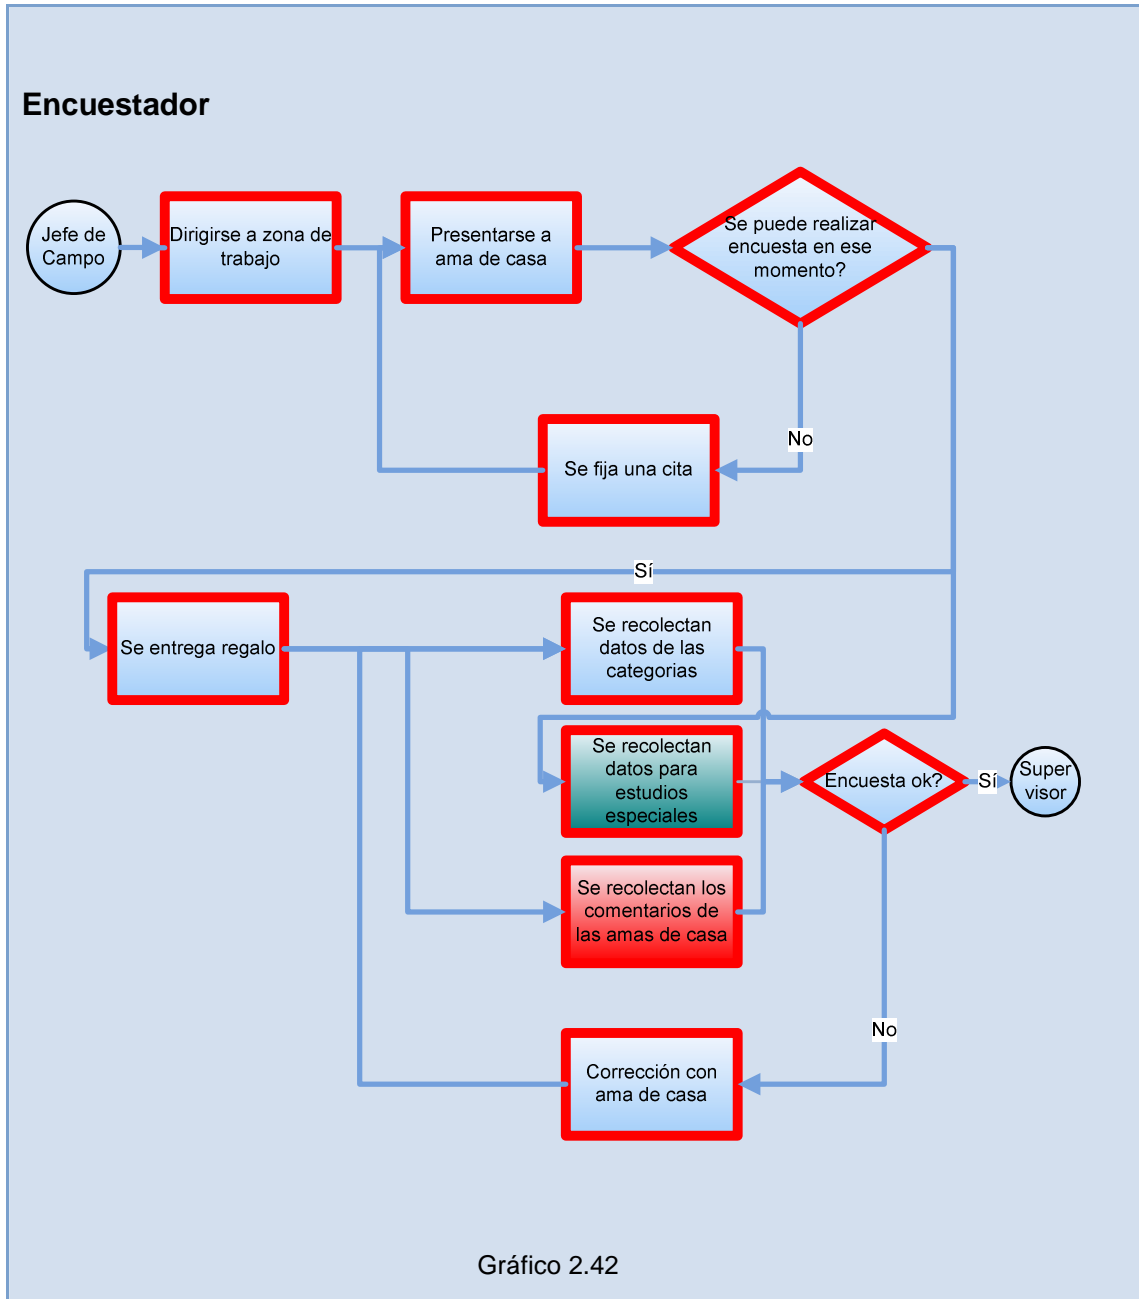 Encuestador
Jefe de
Campo
Dirigirse a zona de
trabajo
Presentarse a
ama de casa
Se puede realizar
encuesta en ese
momento?
No
Se fija una cita
Sí
Se entrega regalo
Se recolectan
datos de las
categorias
Se recolectan
datos para
estudios
especiales
Encuesta ok?
Sí
Super
visor
Se recolectan los
comentarios de
las amas de casa
No
Corrección con
ama de casa
Gráfico 2.42